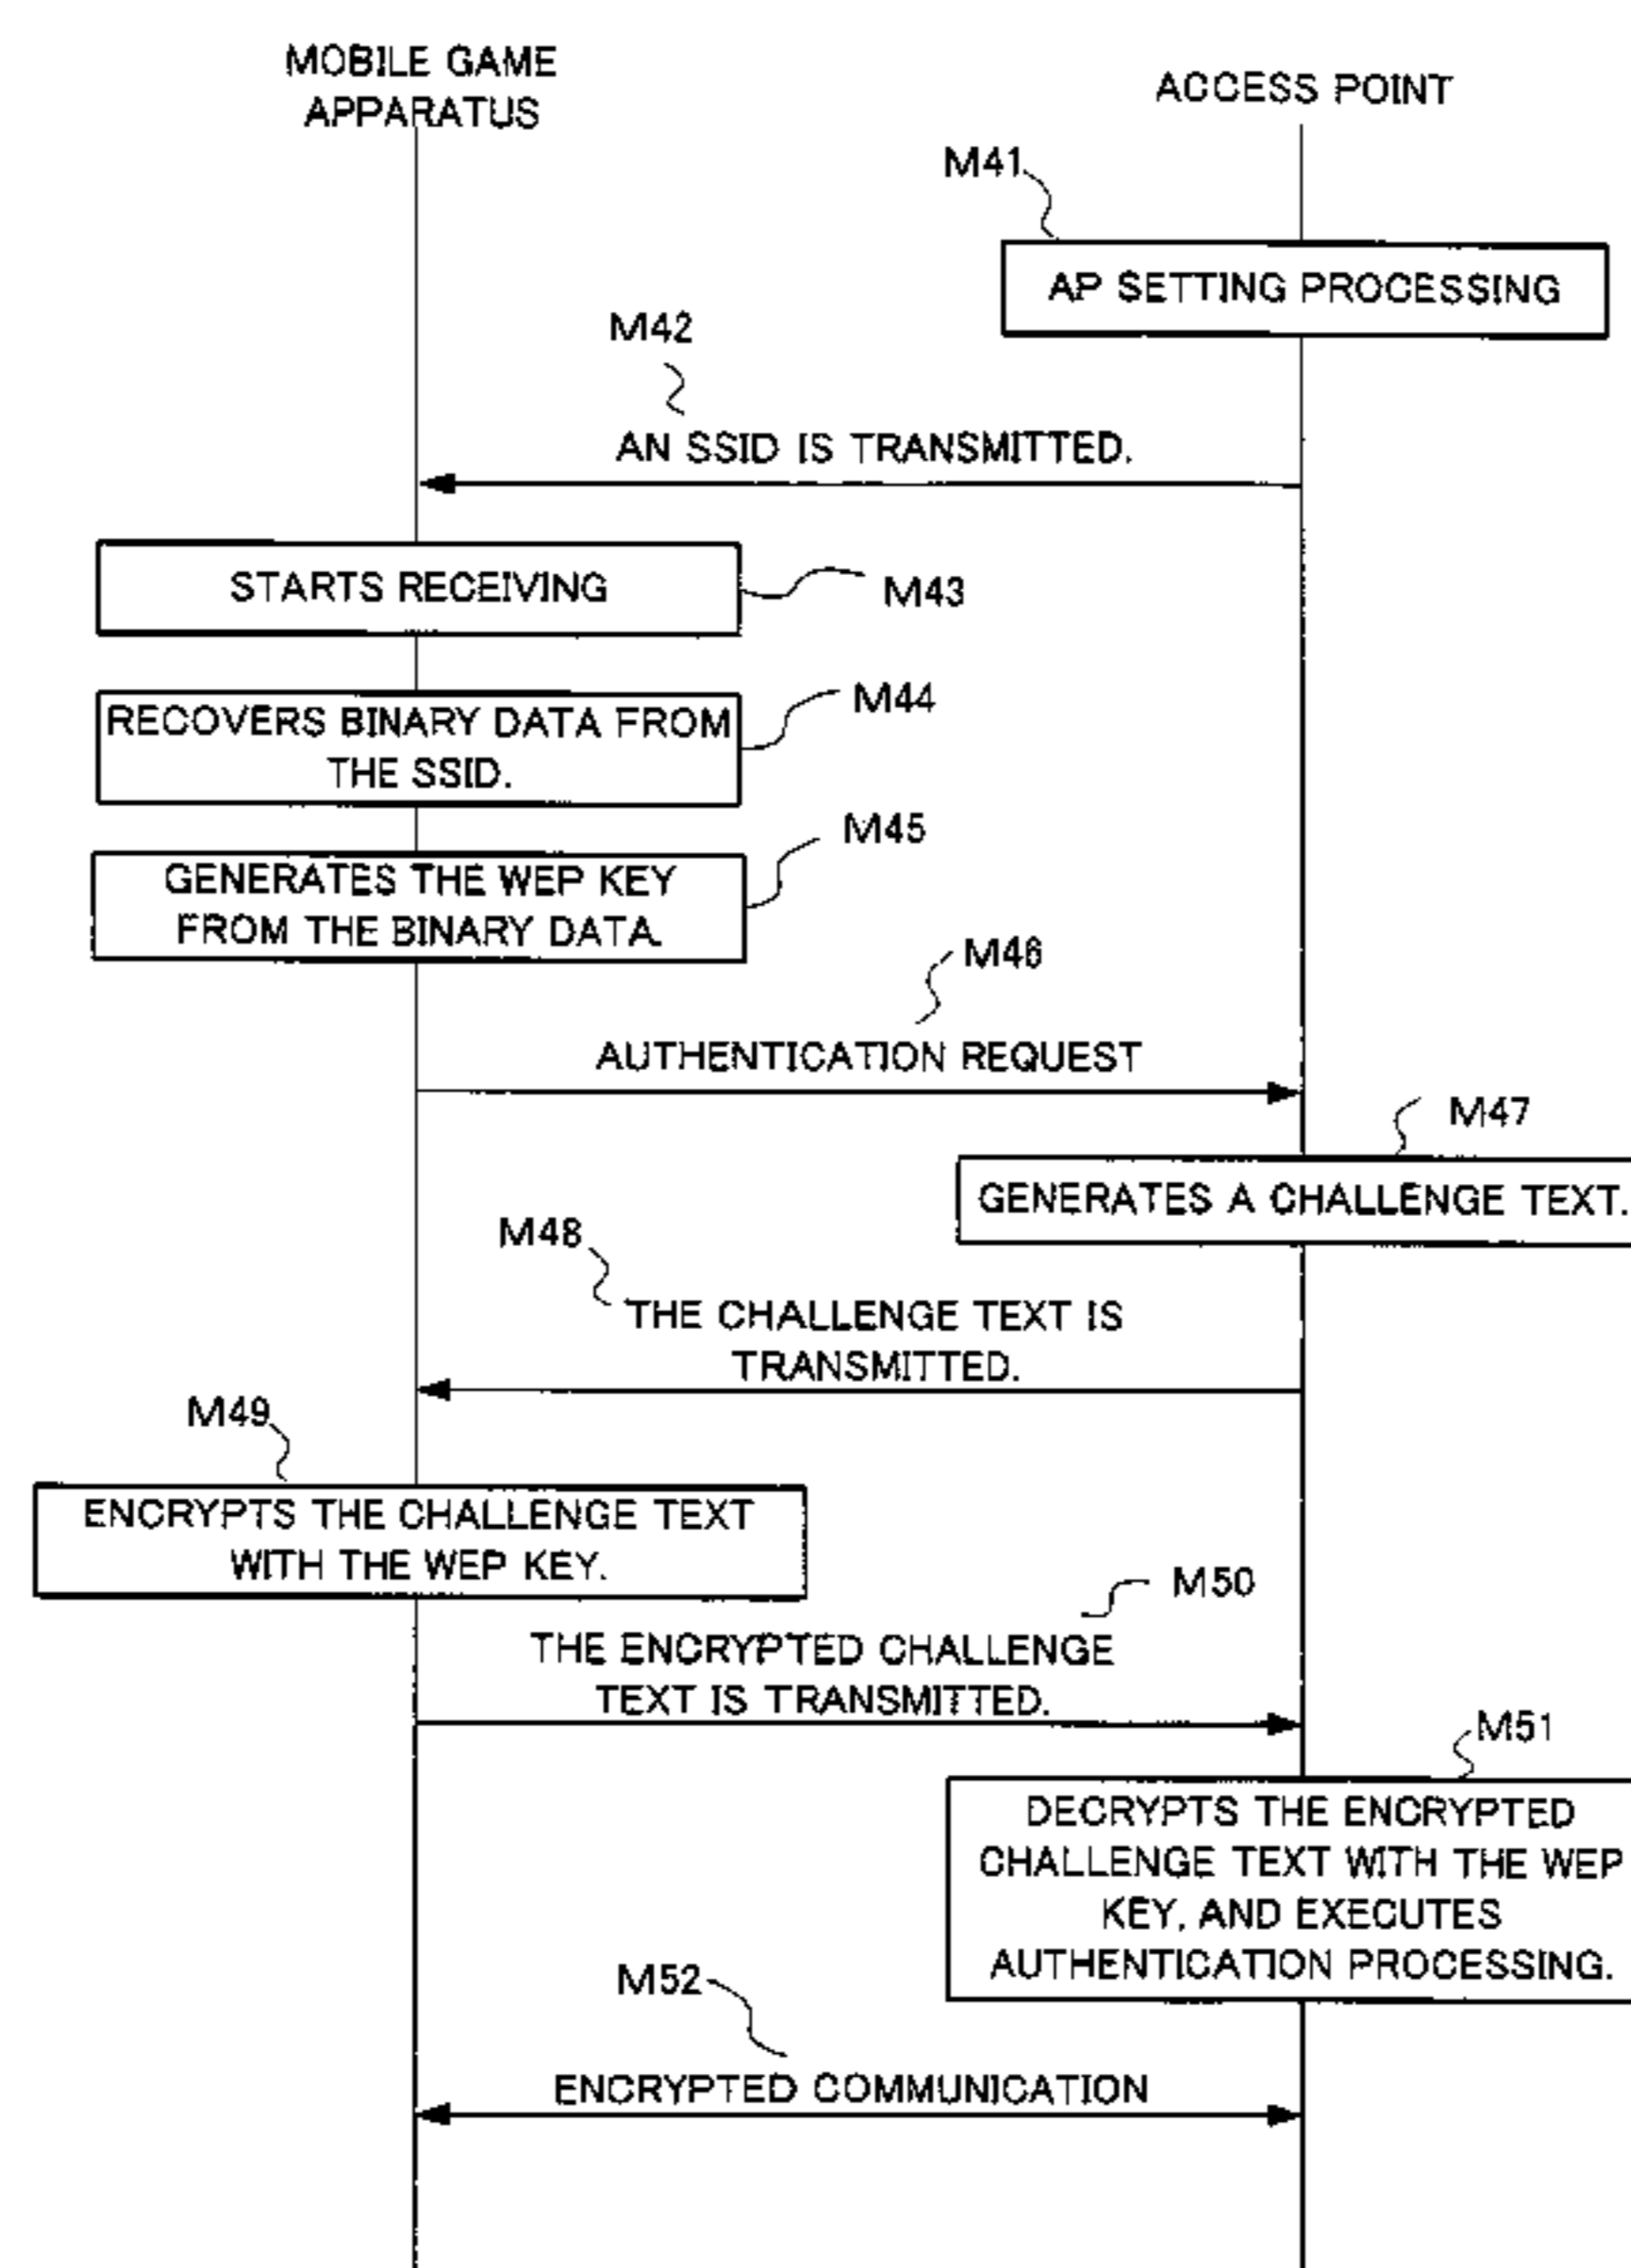 MOBILE GAME
APPARATUS
ACCESS POINT
M41
AP SETTING PROCESSING
M42
AN SSID IS TRANSMITTED.
STARTS RECEIVING
M43
RECOVERS BINARY DATA FROM
THE SSID.
M44
M45
GENERATES THE WEP KEY
FROM THE BINARY DATA.
M46
AUTHENTICATION REQUEST
M47
GENERATES A CHALLENGE TEXT.
M48
THE CHALLENGE TEXT IS
TRANSMITTED.
M49
ENCRYPTS THE CHALLENGE TEXT
WITH THE WEP KEY.
M50
THE ENCRYPTED CHALLENGE
TEXT IS TRANSMITTED.
M51
DECRYPTS THE ENCRYPTED
CHALLENGE TEXT WITH THE WEP
KEY, AND EXECUTES
AUTHENTICATION PROCESSING.
M52
ENCRYPTED COMMUNICATION